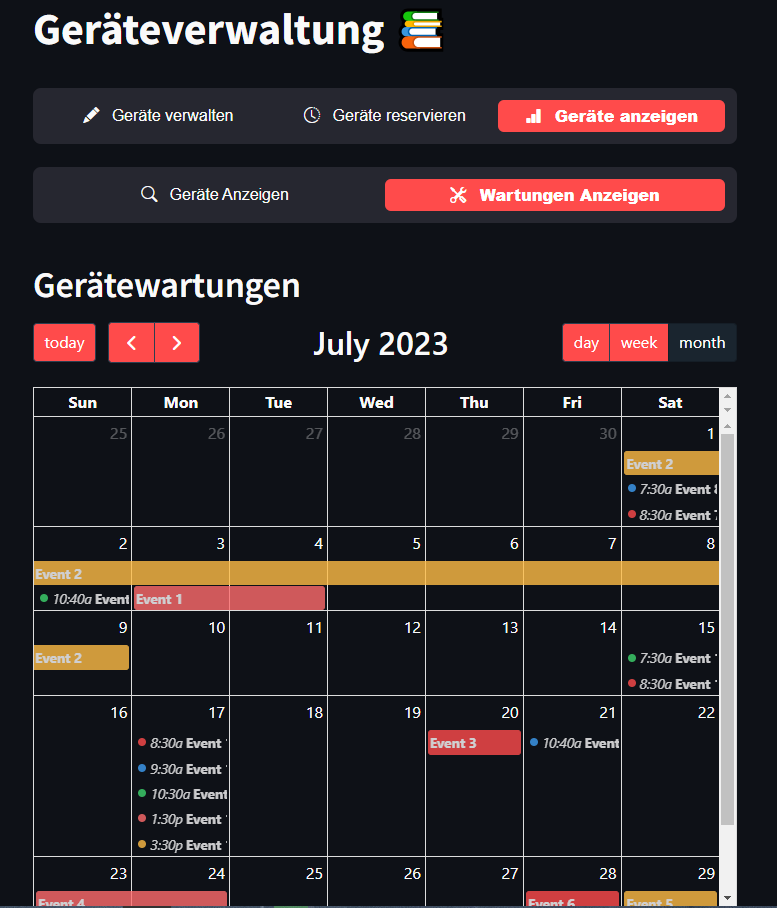 Geräteverwaltung
Geräte verwalten Geräte reservieren Geräte anzeigen
Geräte Anzeigen Wartungen Anzeigen
Gerätewartungen
today July 2023 day week month
Sun Mon Tue Wed Thu Fri Sat
25 26 27 28 29 30 1
Event 2
7:30a Event
8:30a Event
2 3 4 5 6 7 8
Event 2
10:40a Event Event 1
9 10 11 12 13 14 15
Event 2 7:30a Event
8:30a Event
16 17 18 19 20 21 22
8:30a Event Event 3 10:40a Event
9:30a Event
10:30a Event
1:30p Event
3:30p Event
23 24 25 26 27 28 29
Event 4 Event 6 Event 5